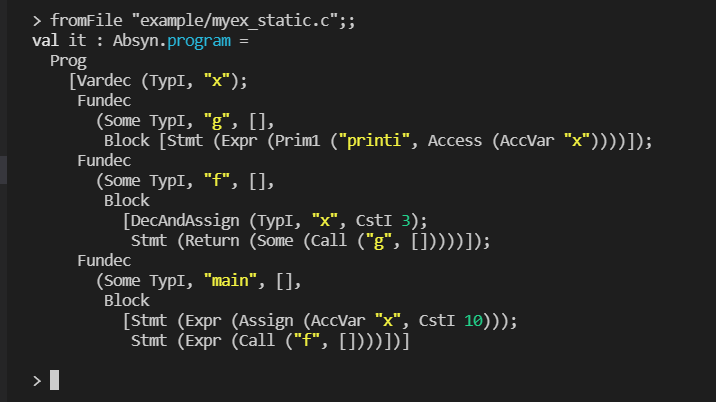 > fromFile "example/myex_static.c";;
val it : Absyn.program =
  Prog
    [Vardec (TypI, "x");
     Fundec
       (Some TypI, "g", [],
        Block [Stmt (Expr (Prim1 ("printi", Access (AccVar "x"))))]);
     Fundec
       (Some TypI, "f", [],
        Block
          [DecAndAssign (TypI, "x", CstI 3);
           Stmt (Return (Some (Call ("g", []))))]);
     Fundec
       (Some TypI, "main", [],
        Block
          [Stmt (Expr (Assign (AccVar "x", CstI 10)));
           Stmt (Expr (Call ("f", [])))])]
>